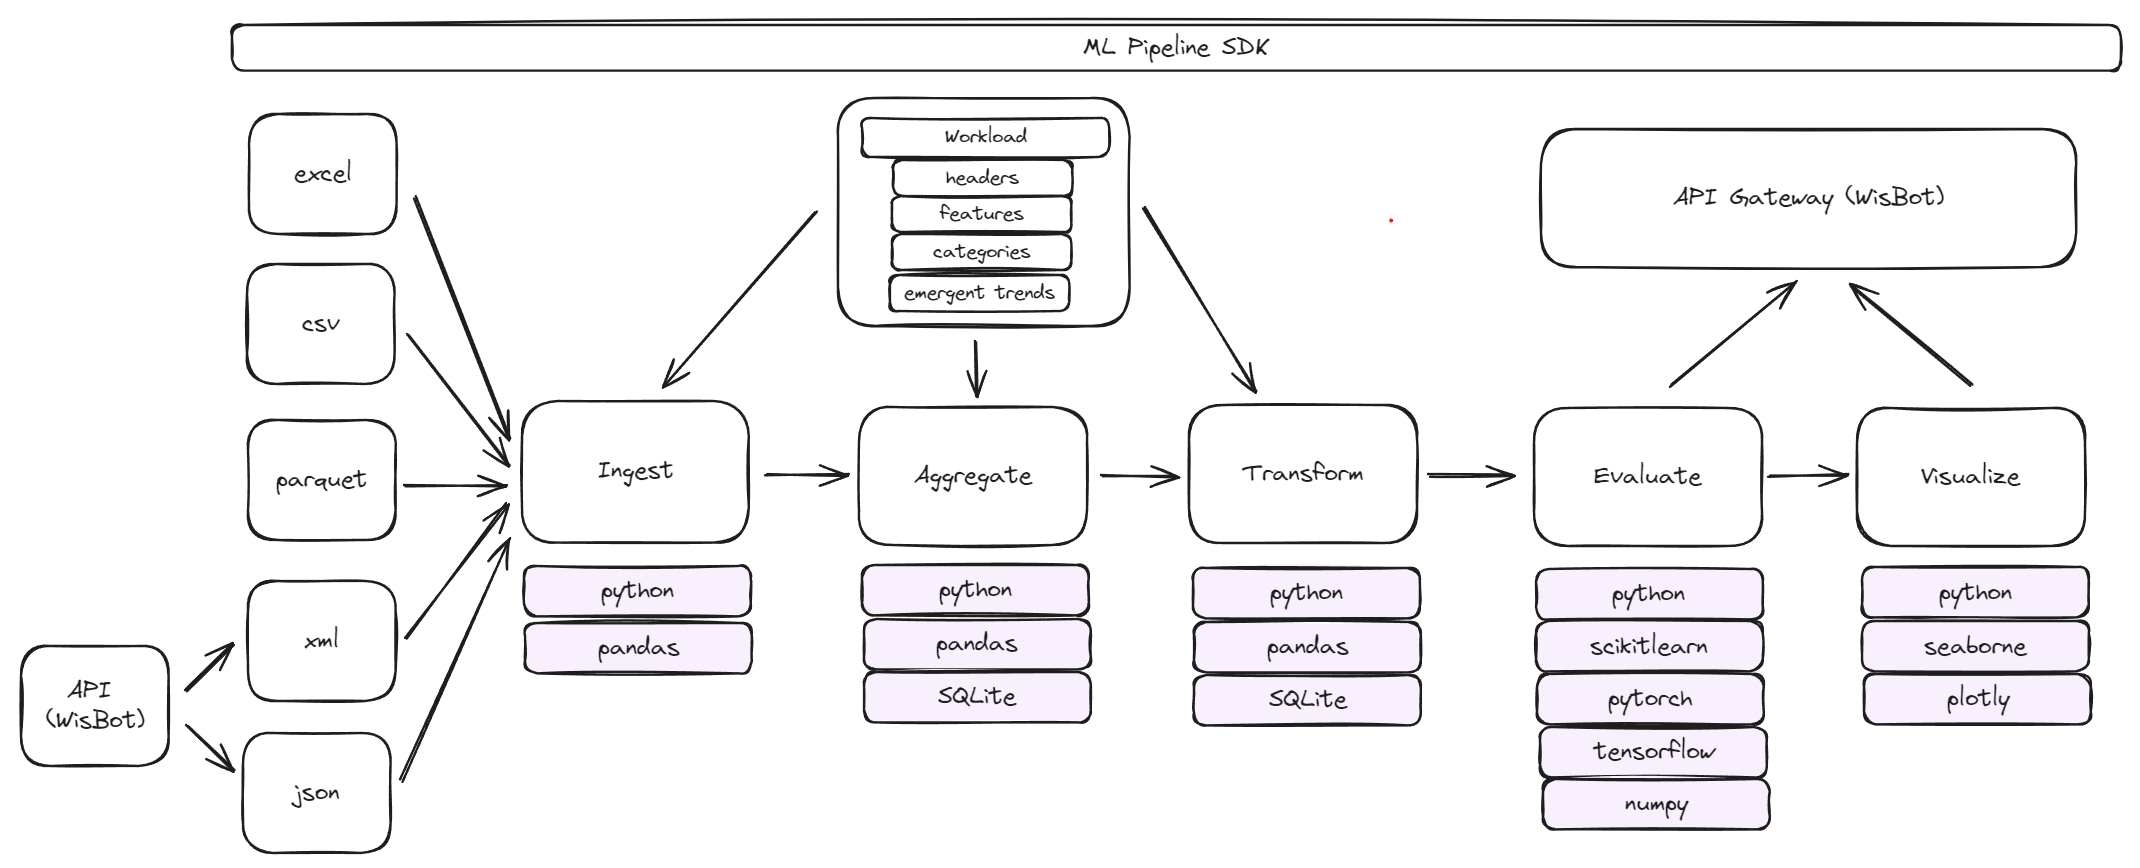 ML Pipeline SDK
excel
csv
parquet
xml
json
API
(WisBot)
Workload
headers
features
categories
emergent trends
API Gateway (WisBot)
Ingest
python
pandas
Aggregate
python
pandas
SQLite
Transform
python
pandas
SQLite
Evaluate
python
scikitlearn
pytorch
tensorflow
numpy
Visualize
python
seaborne
plotly